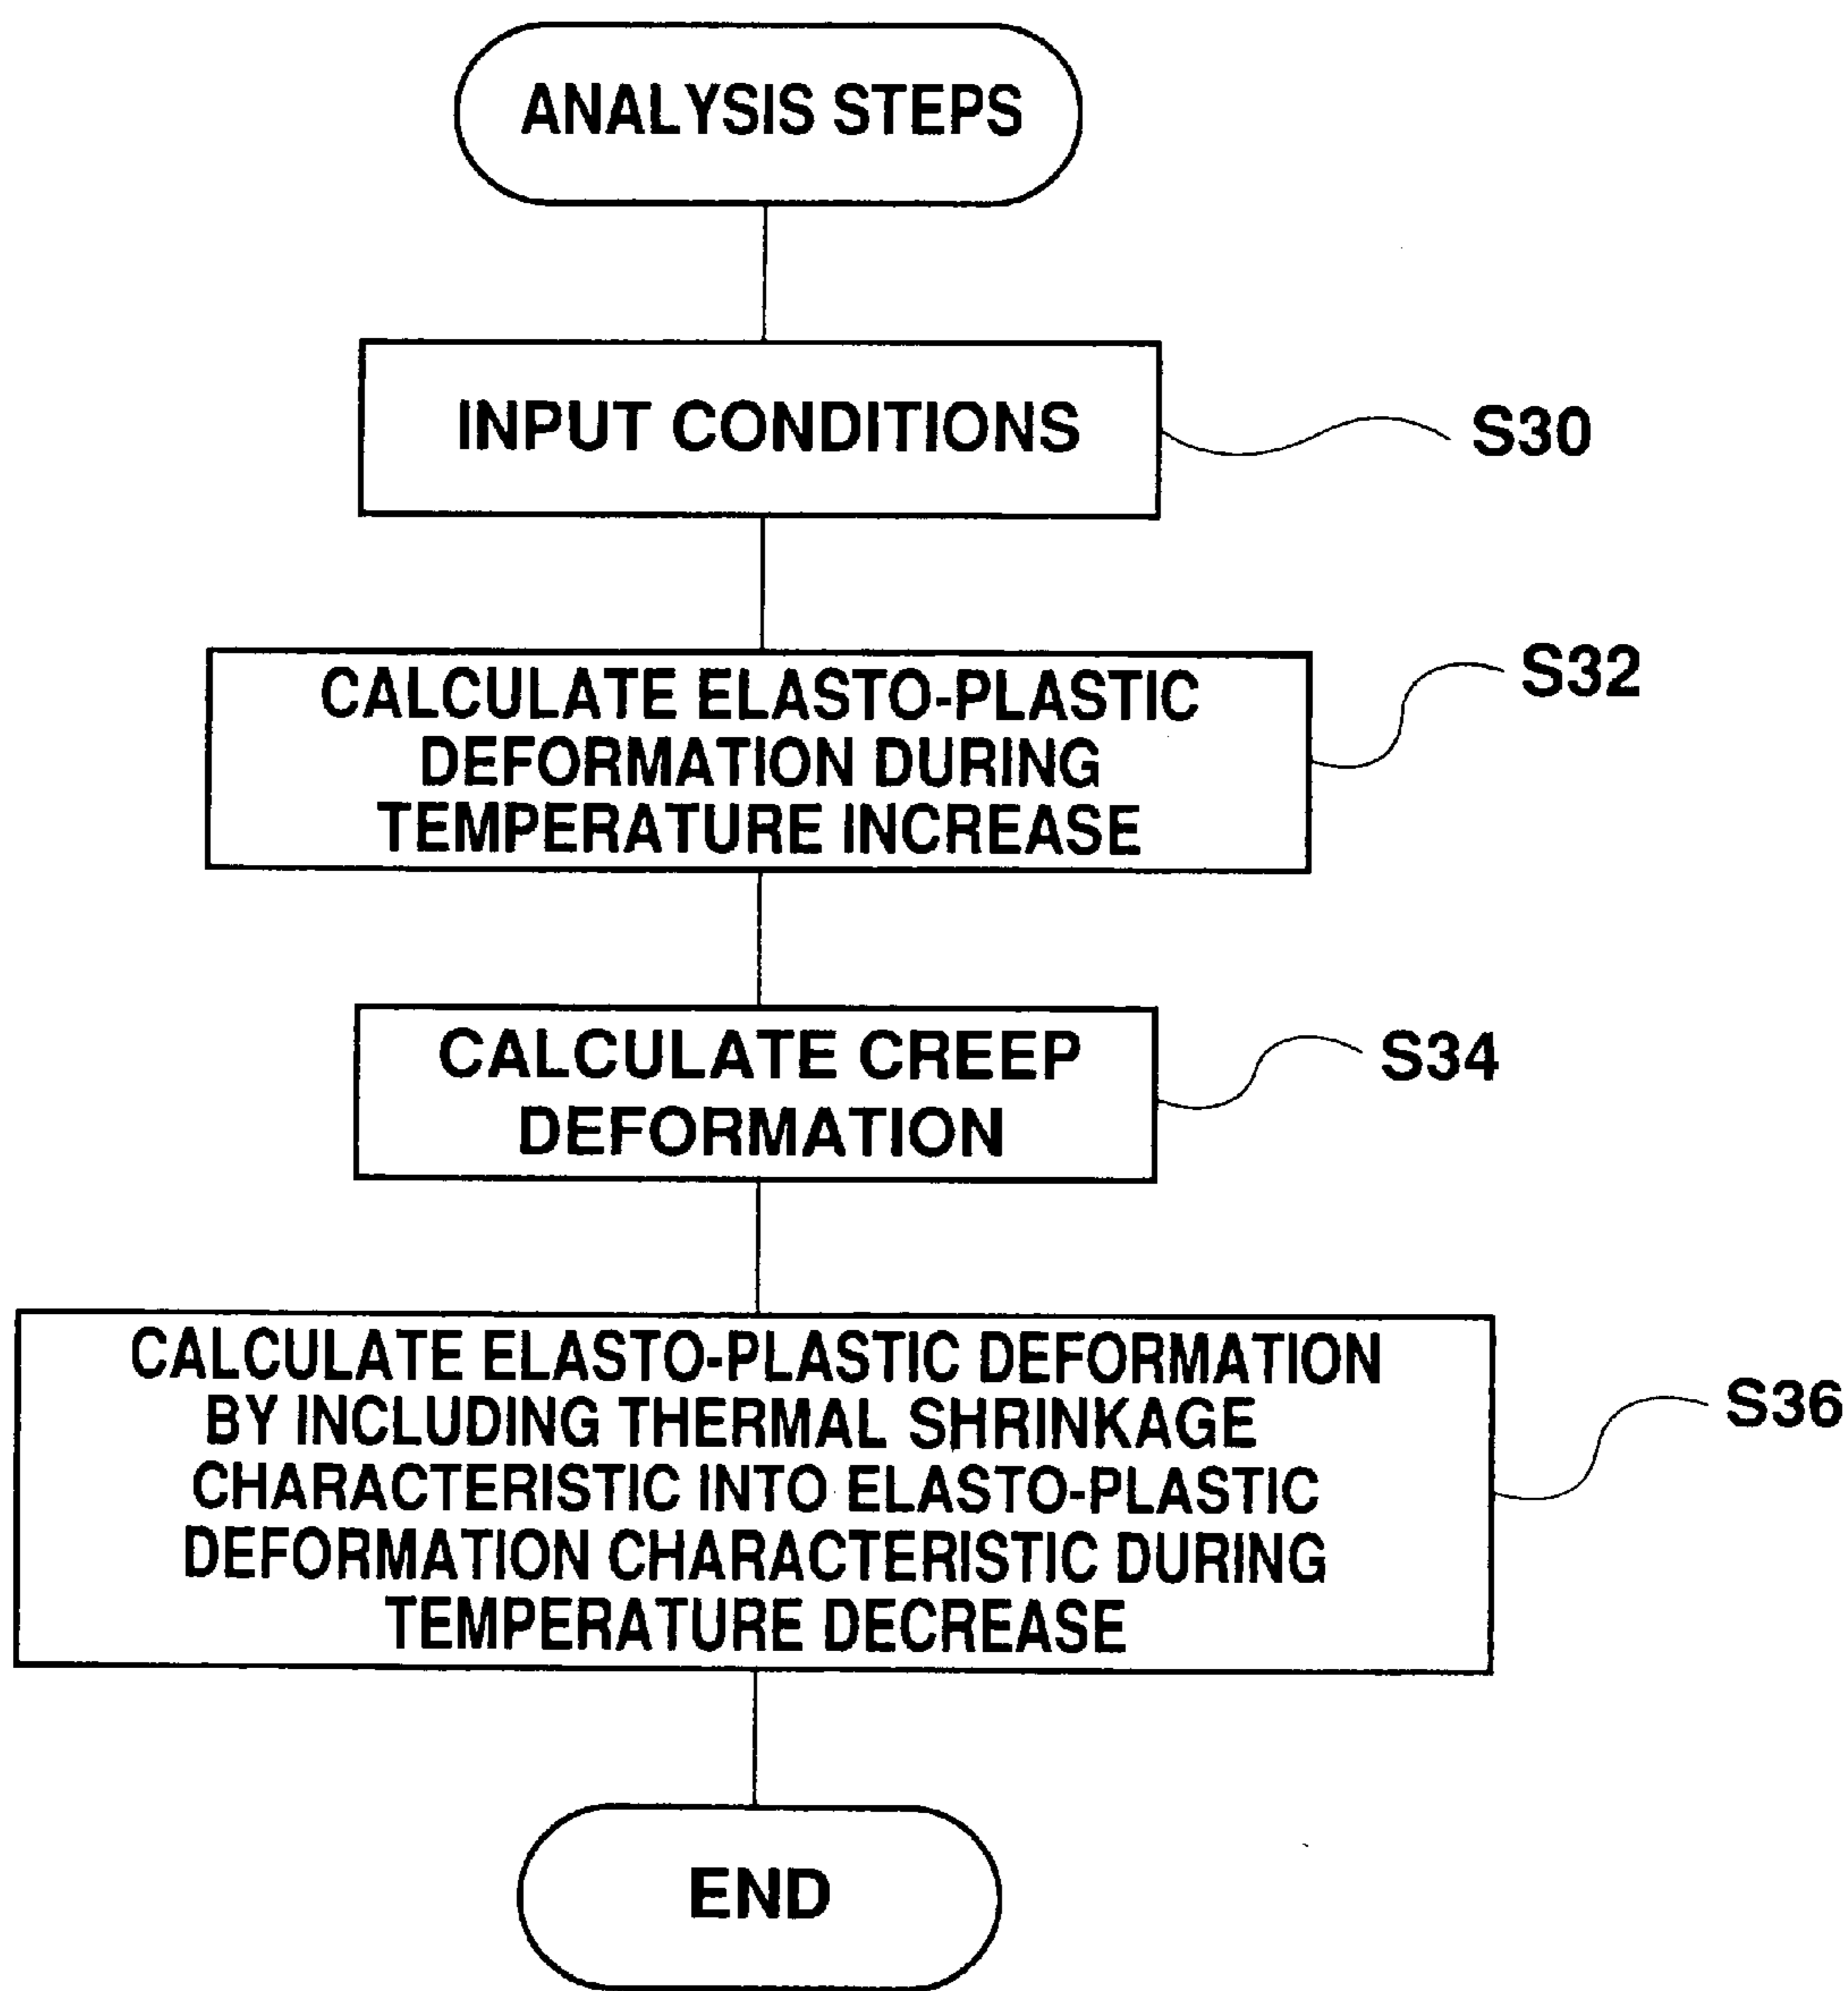 ANALYSIS STEPS
INPUT CONDITIONS
S30
CALCULATE ELASTO-PLASTIC
DEFORMATION DURING
TEMPERATURE INCREASE
S32
CALCULATE CREEP
DEFORMATION
S34
CALCULATE ELASTO-PLASTIC DEFORMATION
BY INCLUDING THERMAL SHRINKAGE
CHARACTERISTIC INTO ELASTO-PLASTIC
DEFORMATION CHARACTERISTIC DURING
TEMPERATURE DECREASE
S36
END